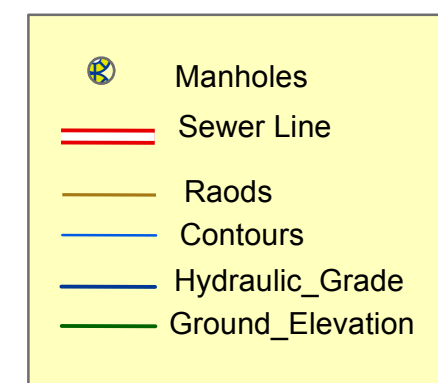 Manholes
Sewer Line
Raods
Contours
Hydraulic_Grade
Ground_Elevation